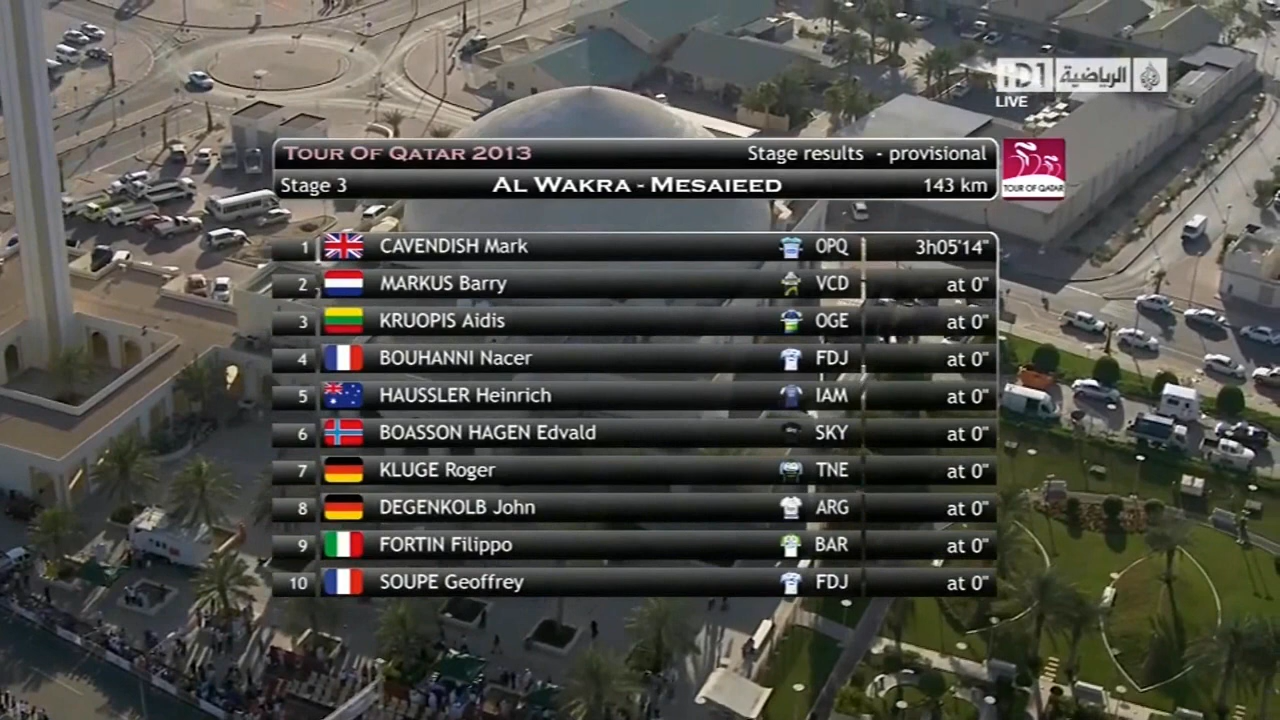 HD1 الرياضية
LIVE
TOUR OF QATAR 2013 Stage results - provisional
Stage 3 AL WAKRA - MESAIEED 143 km
TOUR OF QATAR
1 CAVENDISH Mark OPQ 3h05'14"
2 MARKUS Barry VCD at 0"
3 KRUOPIS Aidis OGE at 0"
4 BOUHANNI Nacer FDJ at 0"
5 HAUSSLER Heinrich IAM at 0"
6 BOASSON HAGEN Edvald SKY at 0"
7 KLUGE Roger TNE at 0"
8 DEGENKOLB John ARG at 0"
9 FORTIN Filippo BAR at 0"
10 SOUPE Geoffrey FDJ at 0"